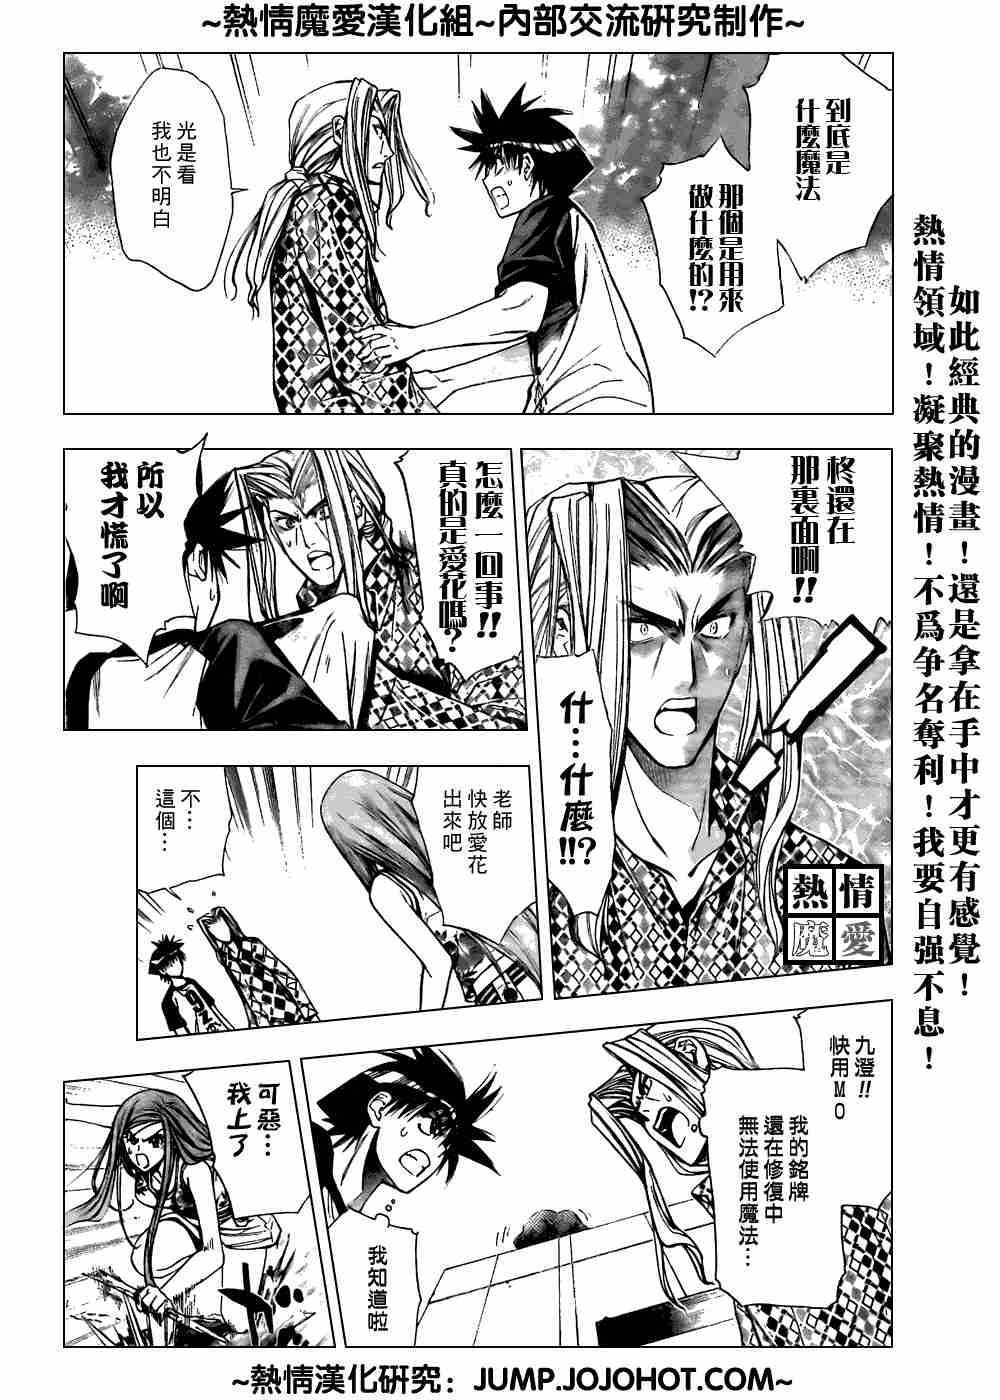 ~熱情魔愛漢化組~內部交流研究制作~
到底是
什麼魔法
那個是用來
做什麼的!?
光是看
我也不明白
柊還在
那裏面啊!!
什…什麼!!?
怎麼一回事!!
真的是愛花嗎?
所以
我才慌了啊
老師
快放愛花
出來吧
不…
這個…
熱情
魔愛
九澄!!
快用MO
我的銘牌
還在修復中
無法使用魔法…
我知道啦
可惡…
我上了
如此經典的漫畫！還是拿在手中才更有感覺！
熱情領域！凝聚熱情！不爲争名奪利！我要自强不息！
~熱情漢化研究：JUMP.JOJOHOT.COM~